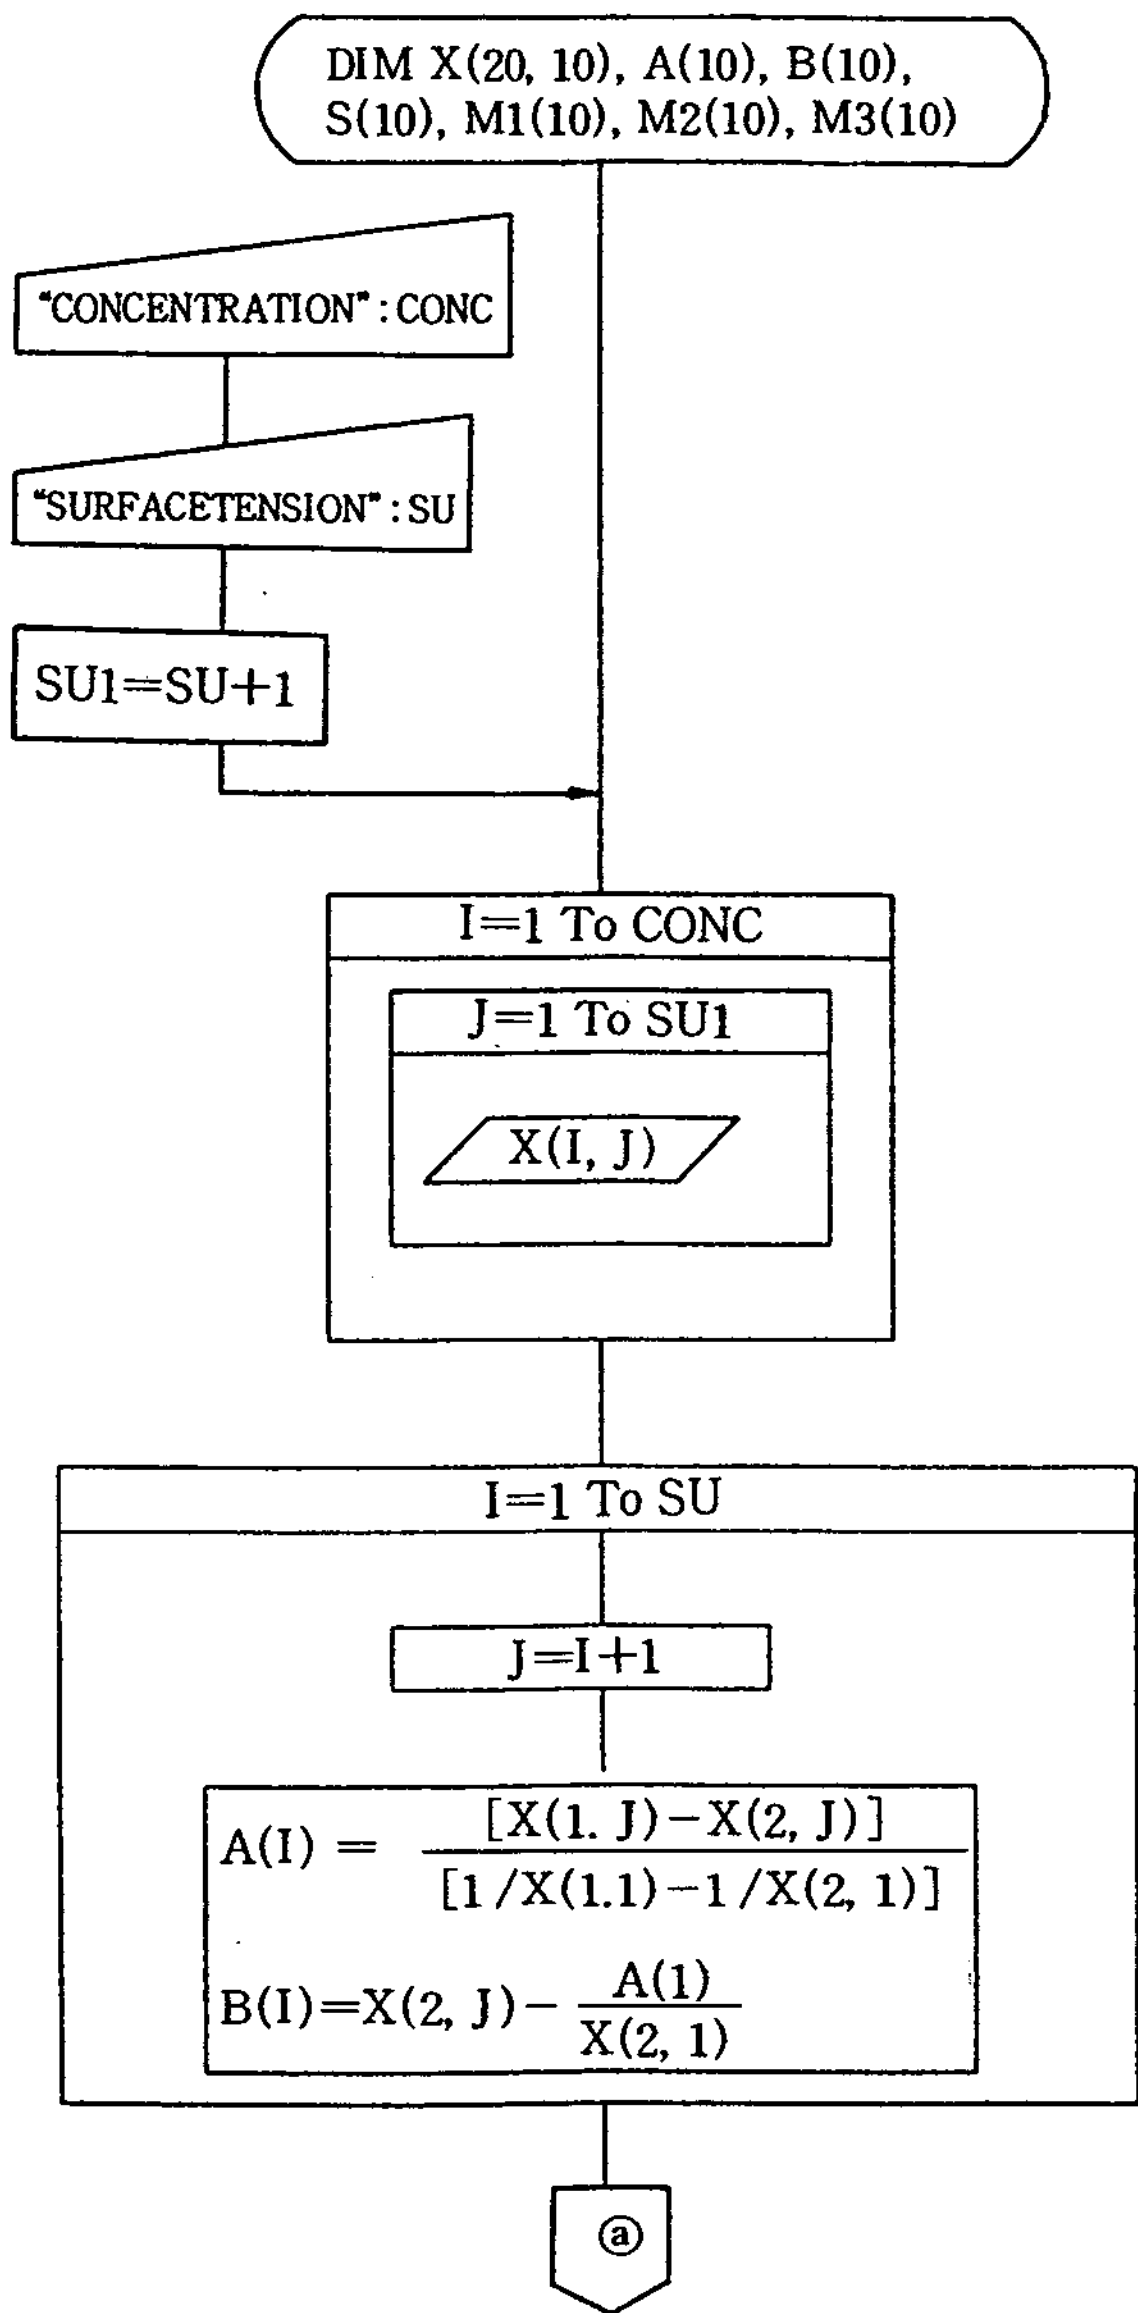 DIM X(20, 10), A(10), B(10),
S(10), M1(10), M2(10), M3(10)
"CONCENTRATION": CONC
"SURFACETENSION": SU
SU1=SU+1
I=1 To CONC
J=1 To SU1
X(I, J)
I=1 To SU
J=I+1
A(I) = [X(1. J)-X(2, J)]
[1/X(1.1)-1/X(2, 1)]
B(I)=X(2, J)- A(1)
X(2, 1)
ⓐ